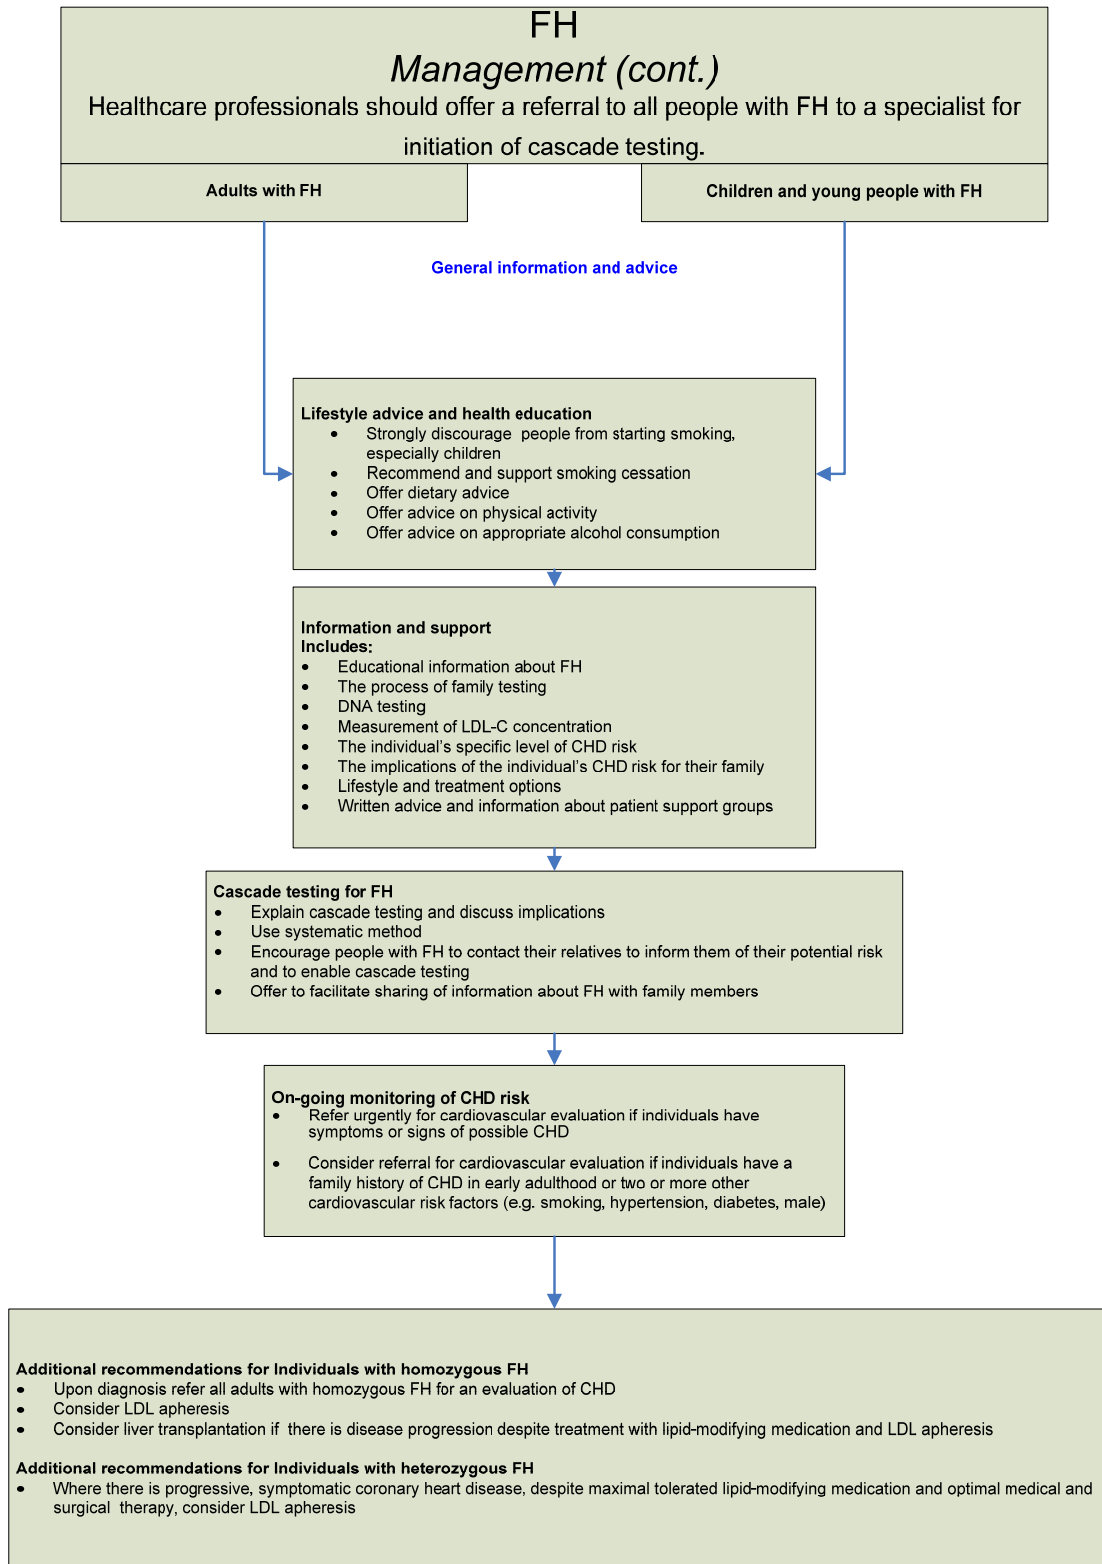 FH
Management (cont.)
Healthcare professionals should offer a referral to all people with FH to a specialist for
initiation of cascade testing.
Adults with FH
Children and young people with FH
General information and advice
Lifestyle advice and health education
• Strongly discourage people from starting smoking,
especially children
• Recommend and support smoking cessation
• Offer dietary advice
• Offer advice on physical activity
• Offer advice on appropriate alcohol consumption
Information and support
Includes:
• Educational information about FH
• The process of family testing
• DNA testing
• Measurement of LDL-C concentration
• The individual's specific level of CHD risk
• The implications of the individual's CHD risk for their family
• Lifestyle and treatment options
• Written advice and information about patient support groups
Cascade testing for FH
• Explain cascade testing and discuss implications
• Use systematic method
• Encourage people with FH to contact their relatives to inform them of their potential risk
and to enable cascade testing
• Offer to facilitate sharing of information about FH with family members
On-going monitoring of CHD risk
• Refer urgently for cardiovascular evaluation if individuals have
symptoms or signs of possible CHD
• Consider referral for cardiovascular evaluation if individuals have a
family history of CHD in early adulthood or two or more other
cardiovascular risk factors (e.g. smoking, hypertension, diabetes, male)
Additional recommendations for Individuals with homozygous FH
• Upon diagnosis refer all adults with homozygous FH for an evaluation of CHD
• Consider LDL apheresis
• Consider liver transplantation if there is disease progression despite treatment with lipid-modifying medication and LDL apheresis
Additional recommendations for Individuals with heterozygous FH
• Where there is progressive, symptomatic coronary heart disease, despite maximal tolerated lipid-modifying medication and optimal medical and
surgical therapy, consider LDL apheresis